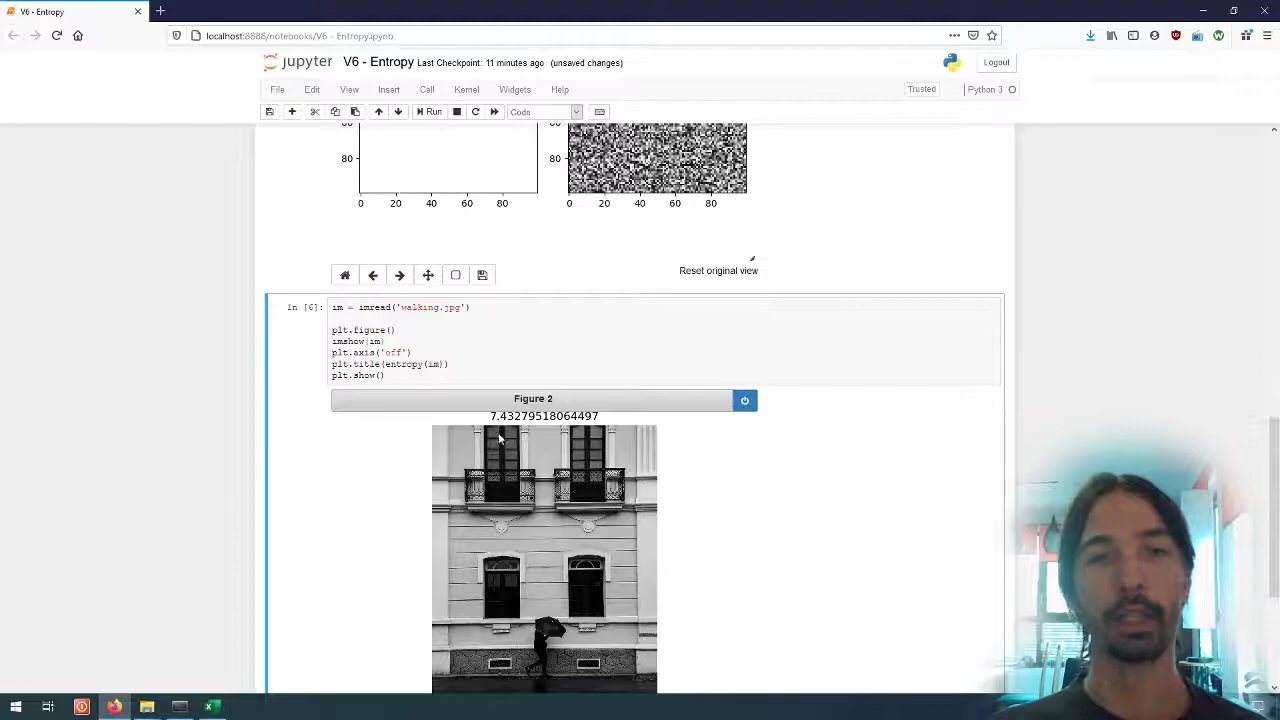 V6 - Entropy
localhost:8888/notebooks/V6 - Entropy.ipynb
jupyter V6 - Entropy Last Checkpoint: 11 minutes ago (unsaved changes)
Logout
File Edit View Insert Cell Kernel Widgets Help
Trusted
Python 3
Run
Code
80
80
0 20 40 60 80
0 20 40 60 80
Reset original view
In [6]:
im = imread('walking.jpg')
plt.figure()
imshow(im)
plt.axis('off')
plt.title(entropy(im))
plt.show()
Figure 2
7.43279518064497